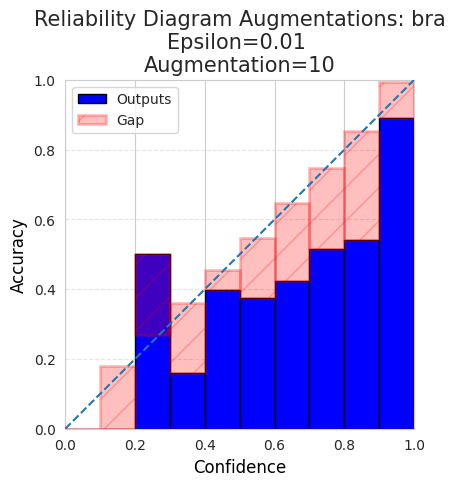 Reliability Diagram Augmentations: bra
Epsilon=0.01
Augmentation=10
Outputs
Gap
1.0
0.8
0.6
0.4
0.2
0.0
Accuracy
0.0 0.2 0.4 0.6 0.8 1.0
Confidence